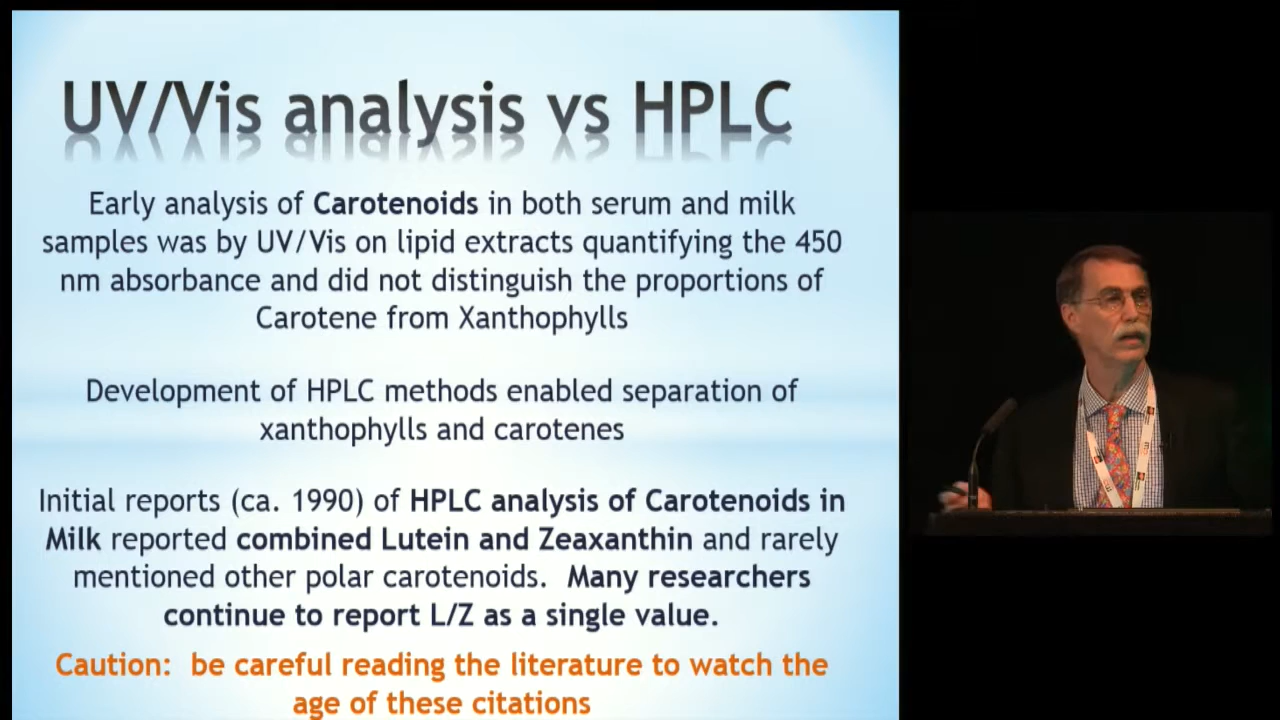 UV/Vis analysis vs HPLC
Early analysis of Carotenoids in both serum and milk
samples was by UV/Vis on lipid extracts quantifying the 450
nm absorbance and did not distinguish the proportions of
Carotene from Xanthophylls
Development of HPLC methods enabled separation of
xanthophylls and carotenes
Initial reports (ca. 1990) of HPLC analysis of Carotenoids in
Milk reported combined Lutein and Zeaxanthin and rarely
mentioned other polar carotenoids.  Many researchers
continue to report L/Z as a single value.
Caution:  be careful reading the literature to watch the
age of these citations